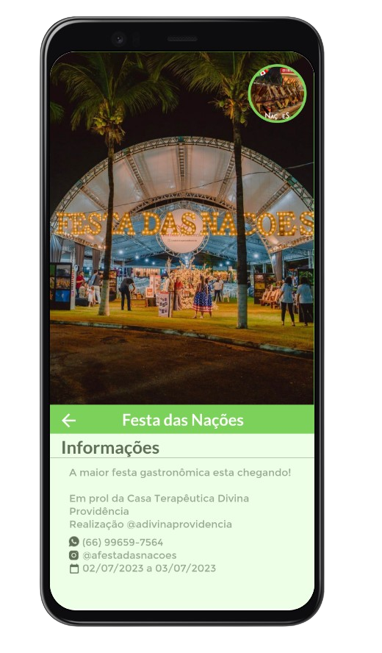 FESTA DAS NAÇOES
Festa das Nações
Informações
A maior festa gastronômica esta chegando!
Em prol da Casa Terapêutica Divina
Providência
Realização @adivinaprovidencia
(66) 99659-7564
@afestadasnacoes
02/07/2023 a 03/07/2023